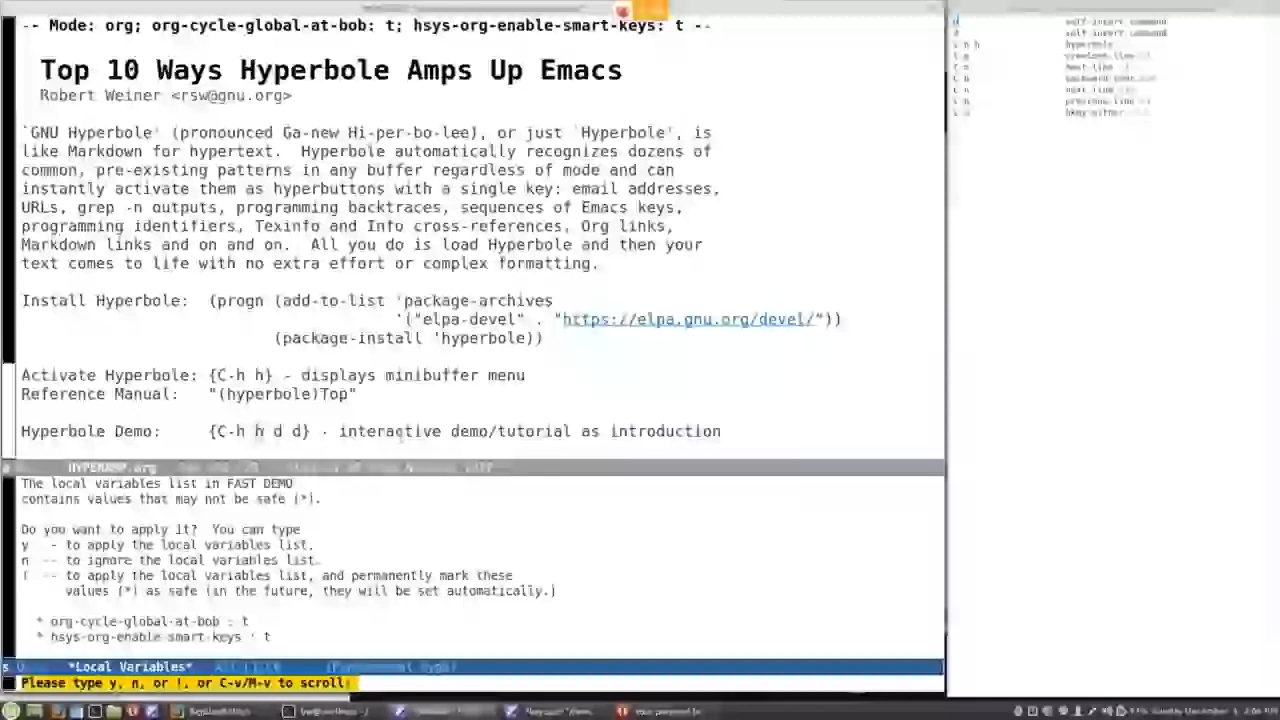 -- Mode: org; org-cycle-global-at-bob: t; hsys-org-enable-smart-keys: t --
Top 10 Ways Hyperbole Amps Up Emacs
Robert Weiner <rsw@gnu.org>
`GNU Hyperbole' (pronounced Ga-new Hi-per-bo-lee), or just `Hyperbole', is
like Markdown for hypertext.  Hyperbole automatically recognizes dozens of
common, pre-existing patterns in any buffer regardless of mode and can
instantly activate them as hyperbuttons with a single key: email addresses,
URLs, grep -n outputs, programming backtraces, sequences of Emacs keys,
programming identifiers, Texinfo and Info cross-references, Org links,
Markdown links and on and on.  All you do is load Hyperbole and then your
text comes to life with no extra effort or complex formatting.
Install Hyperbole:  (progn (add-to-list 'package-archives
'("elpa-devel" . "https://elpa.gnu.org/devel/"))
(package-install 'hyperbole))
Activate Hyperbole: {C-h h} - displays minibuffer menu
Reference Manual:   "(hyperbole)Top"
Hyperbole Demo:     {C-h h d d} - interactive demo/tutorial as introduction
The local variables list in FAST DEMO
contains values that may not be safe (*).
Do you want to apply it?  You can type
y  -- to apply the local variables list.
n  -- to ignore the local variables list.
!  -- to apply the local variables list, and permanently mark these
values (*) as safe (in the future, they will be set automatically.)
* org-cycle-global-at-bob : t
* hsys-org-enable-smart-keys : t
*Local Variables*
Please type y, n, or !, or C-v/M-v to scroll:
self-insert-command
self-insert-command
hyperbole